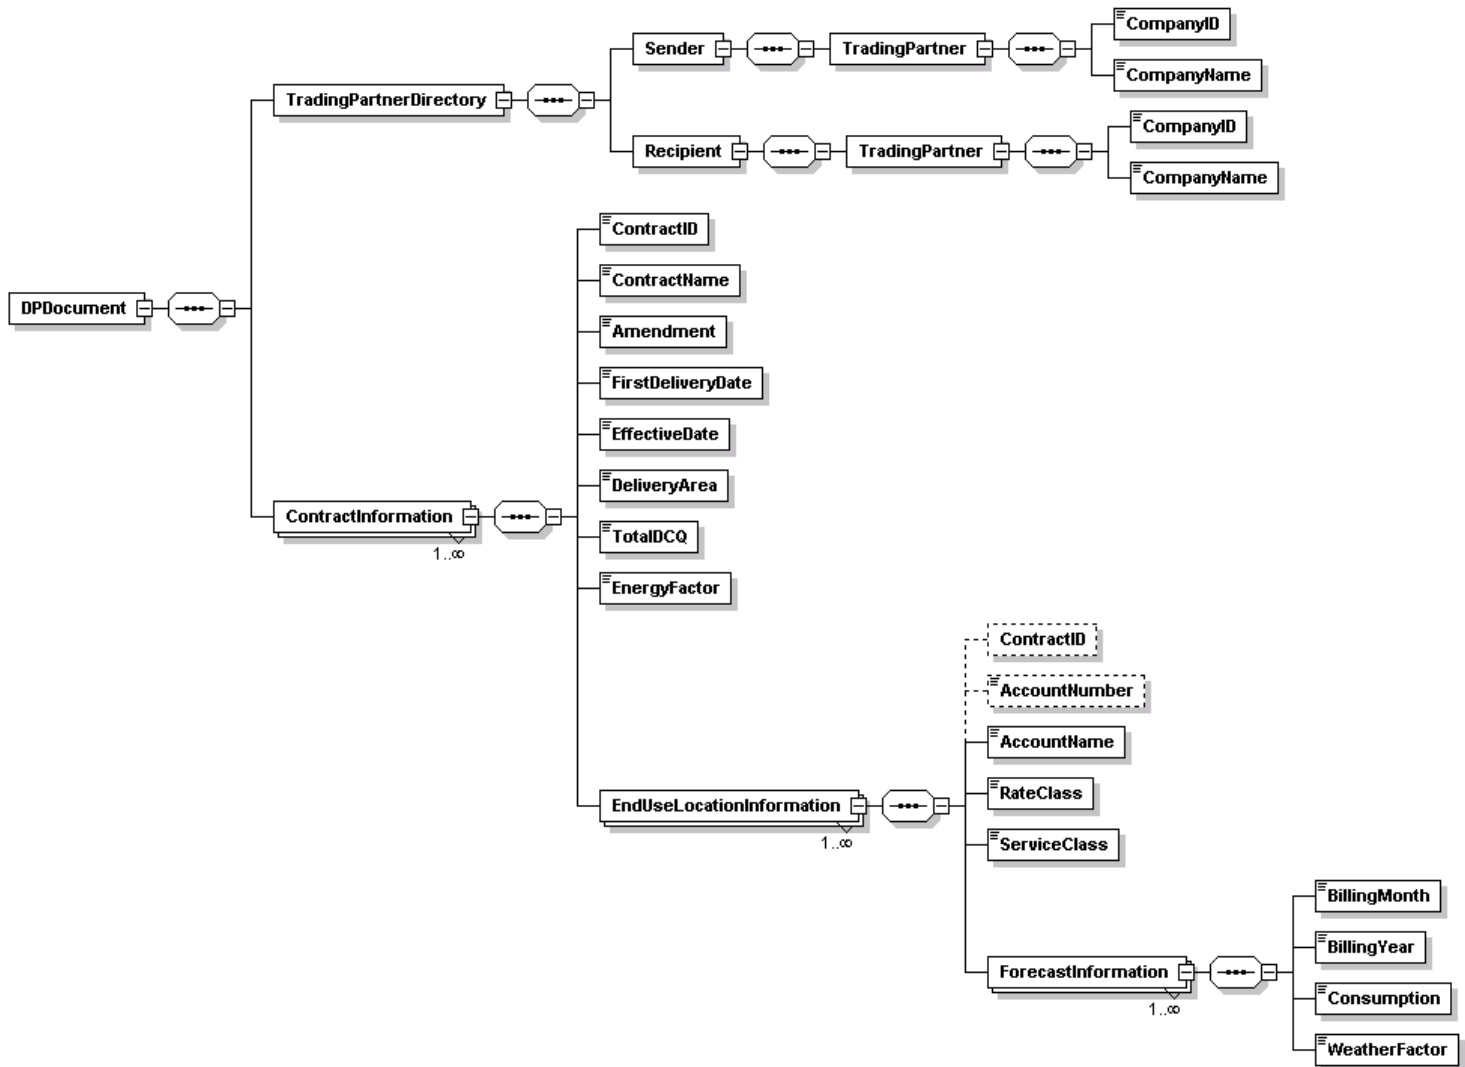 CompanyID
Sender
TradingPartner
CompanyName
TradingPartnerDirectory
CompanyID
Recipient
TradingPartner
CompanyName
ContractID
ContractName
DPDocument
Amendment
FirstDeliveryDate
EffectiveDate
DeliveryArea
ContractInformation
1..∞
TotalDCQ
EnergyFactor
ContractID
AccountNumber
AccountName
RateClass
EndUseLocationInformation
1..∞
ServiceClass
BillingMonth
BillingYear
ForecastInformation
1..∞
Consumption
WeatherFactor